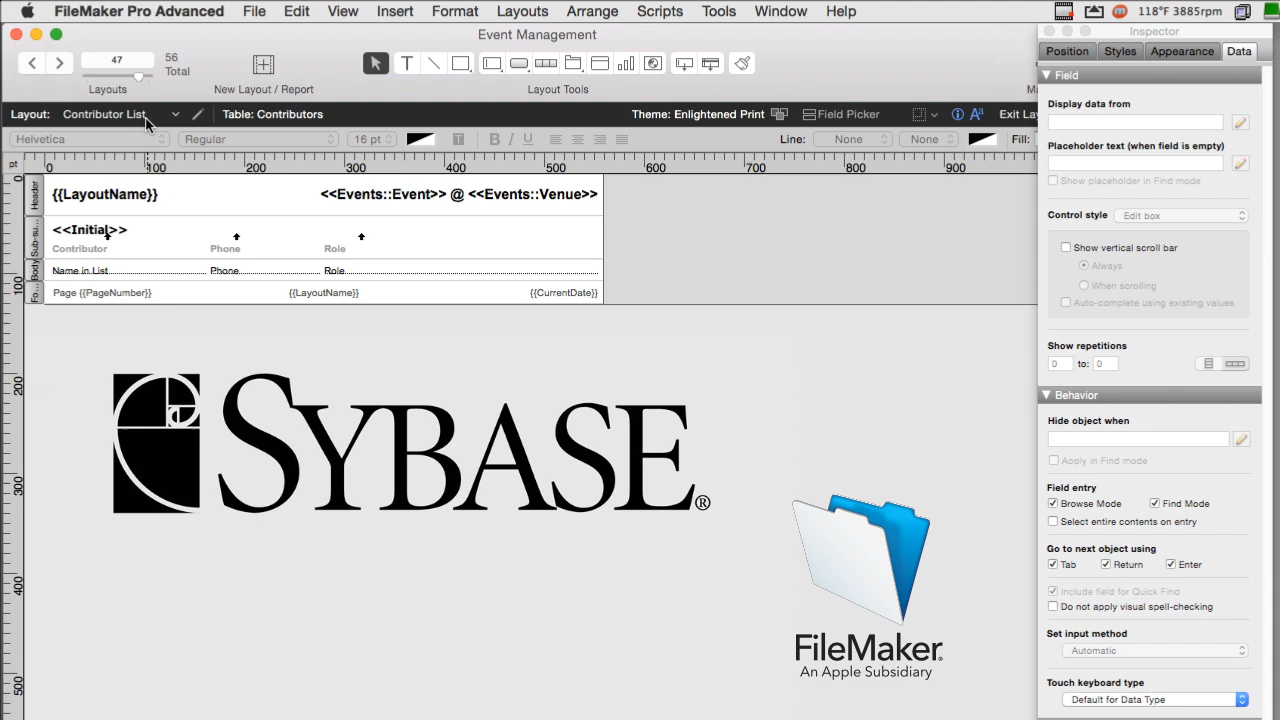 FileMaker Pro Advanced File Edit View Insert Format Layouts Arrange Scripts Tools Window Help 118°F 3885rpm
Event Management
Inspector
47
56
Total
Layouts
New Layout / Report
Layout Tools
Position Styles Appearance Data
Layout: Contributor List Table: Contributors Theme: Enlightened Print Field Picker Exit Lay
Helvetica Regular 16 pt B I U Line: None None Fill:
pt 0 100 200 300 400 500 600 700 800 900
0
100
200
300
400
500
Header
{{LayoutName}} <<Events::Event>> @ <<Events::Venue>>
Sub-su...
<<Initial>>
Contributor Phone Role
Body
Name in List Phone Role
Fo...
Page {{PageNumber}} {{LayoutName}} {{CurrentDate}}
SYBASE®
FileMaker®
An Apple Subsidiary
Field
Display data from
Placeholder text (when field is empty)
Show placeholder in Find mode
Control style Edit box
Show vertical scroll bar
Always
When scrolling
Auto-complete using existing values
Show repetitions
0 to: 0
Behavior
Hide object when
Apply in Find mode
Field entry
Browse Mode Find Mode
Select entire contents on entry
Go to next object using
Tab Return Enter
Include field for Quick Find
Do not apply visual spell-checking
Set input method
Automatic
Touch keyboard type
Default for Data Type